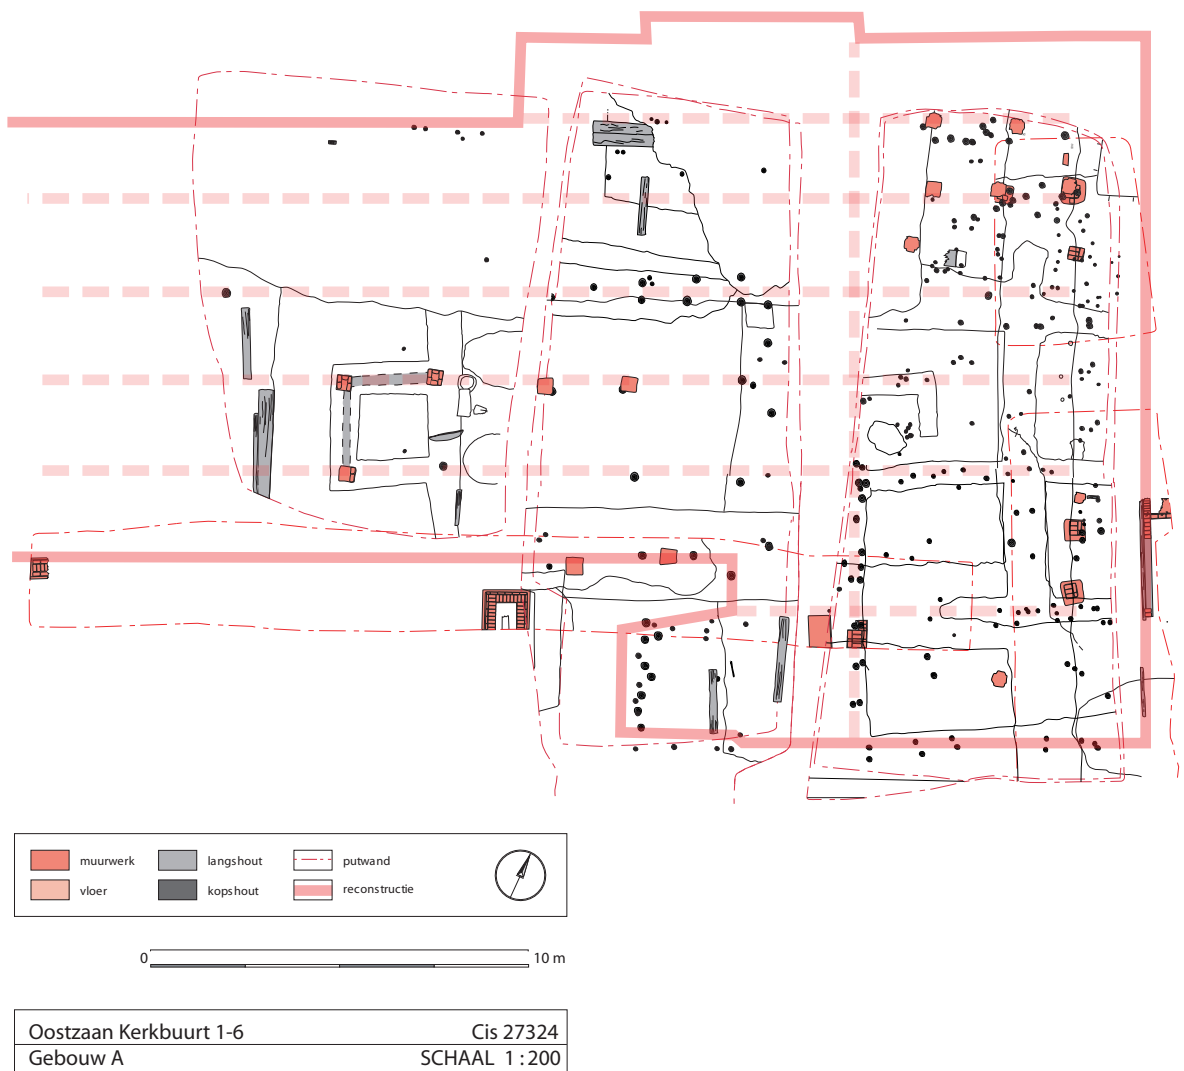 muurwerk langshout putwand
vloer kopshout reconstructie
0 10 m
Oostzaan Kerkbuurt 1-6 Cis 27324
Gebouw A SCHAAL 1 : 200